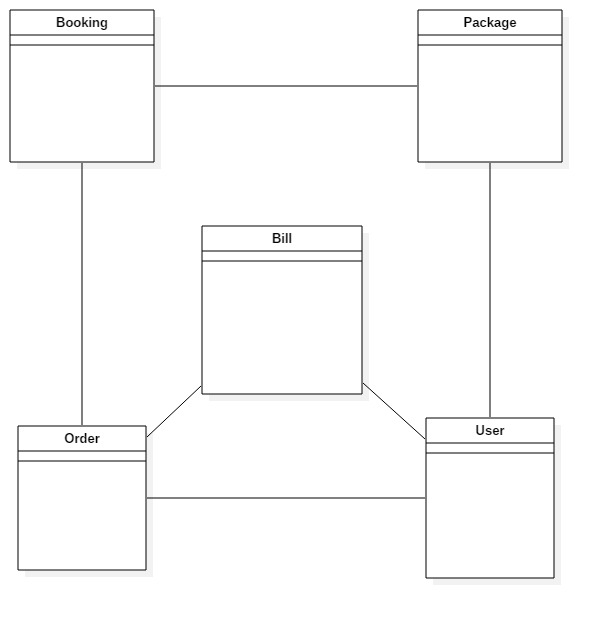 Booking
Package
Bill
Order
User